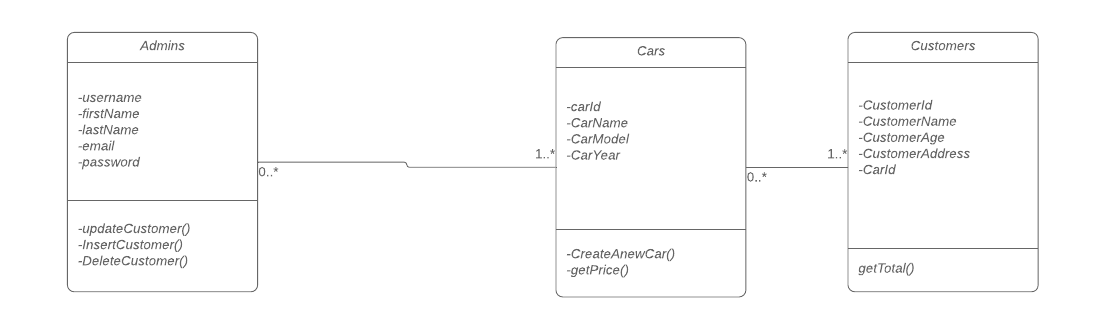 Admins
-username
-firstName
-lastName
-email
-password
-updateCustomer()
-InsertCustomer()
-DeleteCustomer()
0..*
1..*
Cars
-carId
-CarName
-CarModel
-CarYear
-CreateAnewCar()
-getPrice()
0..*
1..*
Customers
-CustomerId
-CustomerName
-CustomerAge
-CustomerAddress
-CarId
getTotal()